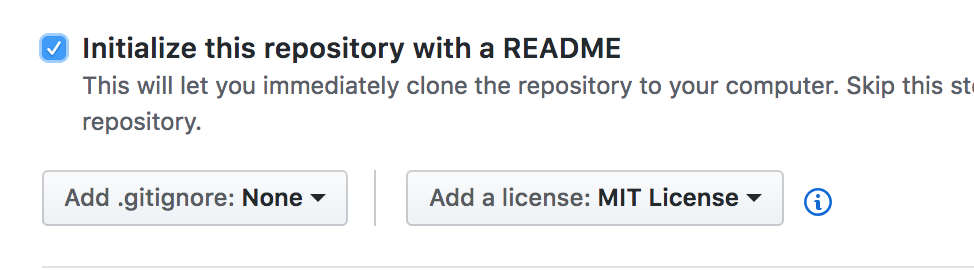 Initialize this repository with a README
This will let you immediately clone the repository to your computer. Skip this
repository.
Add .gitignore: None
Add a license: MIT License